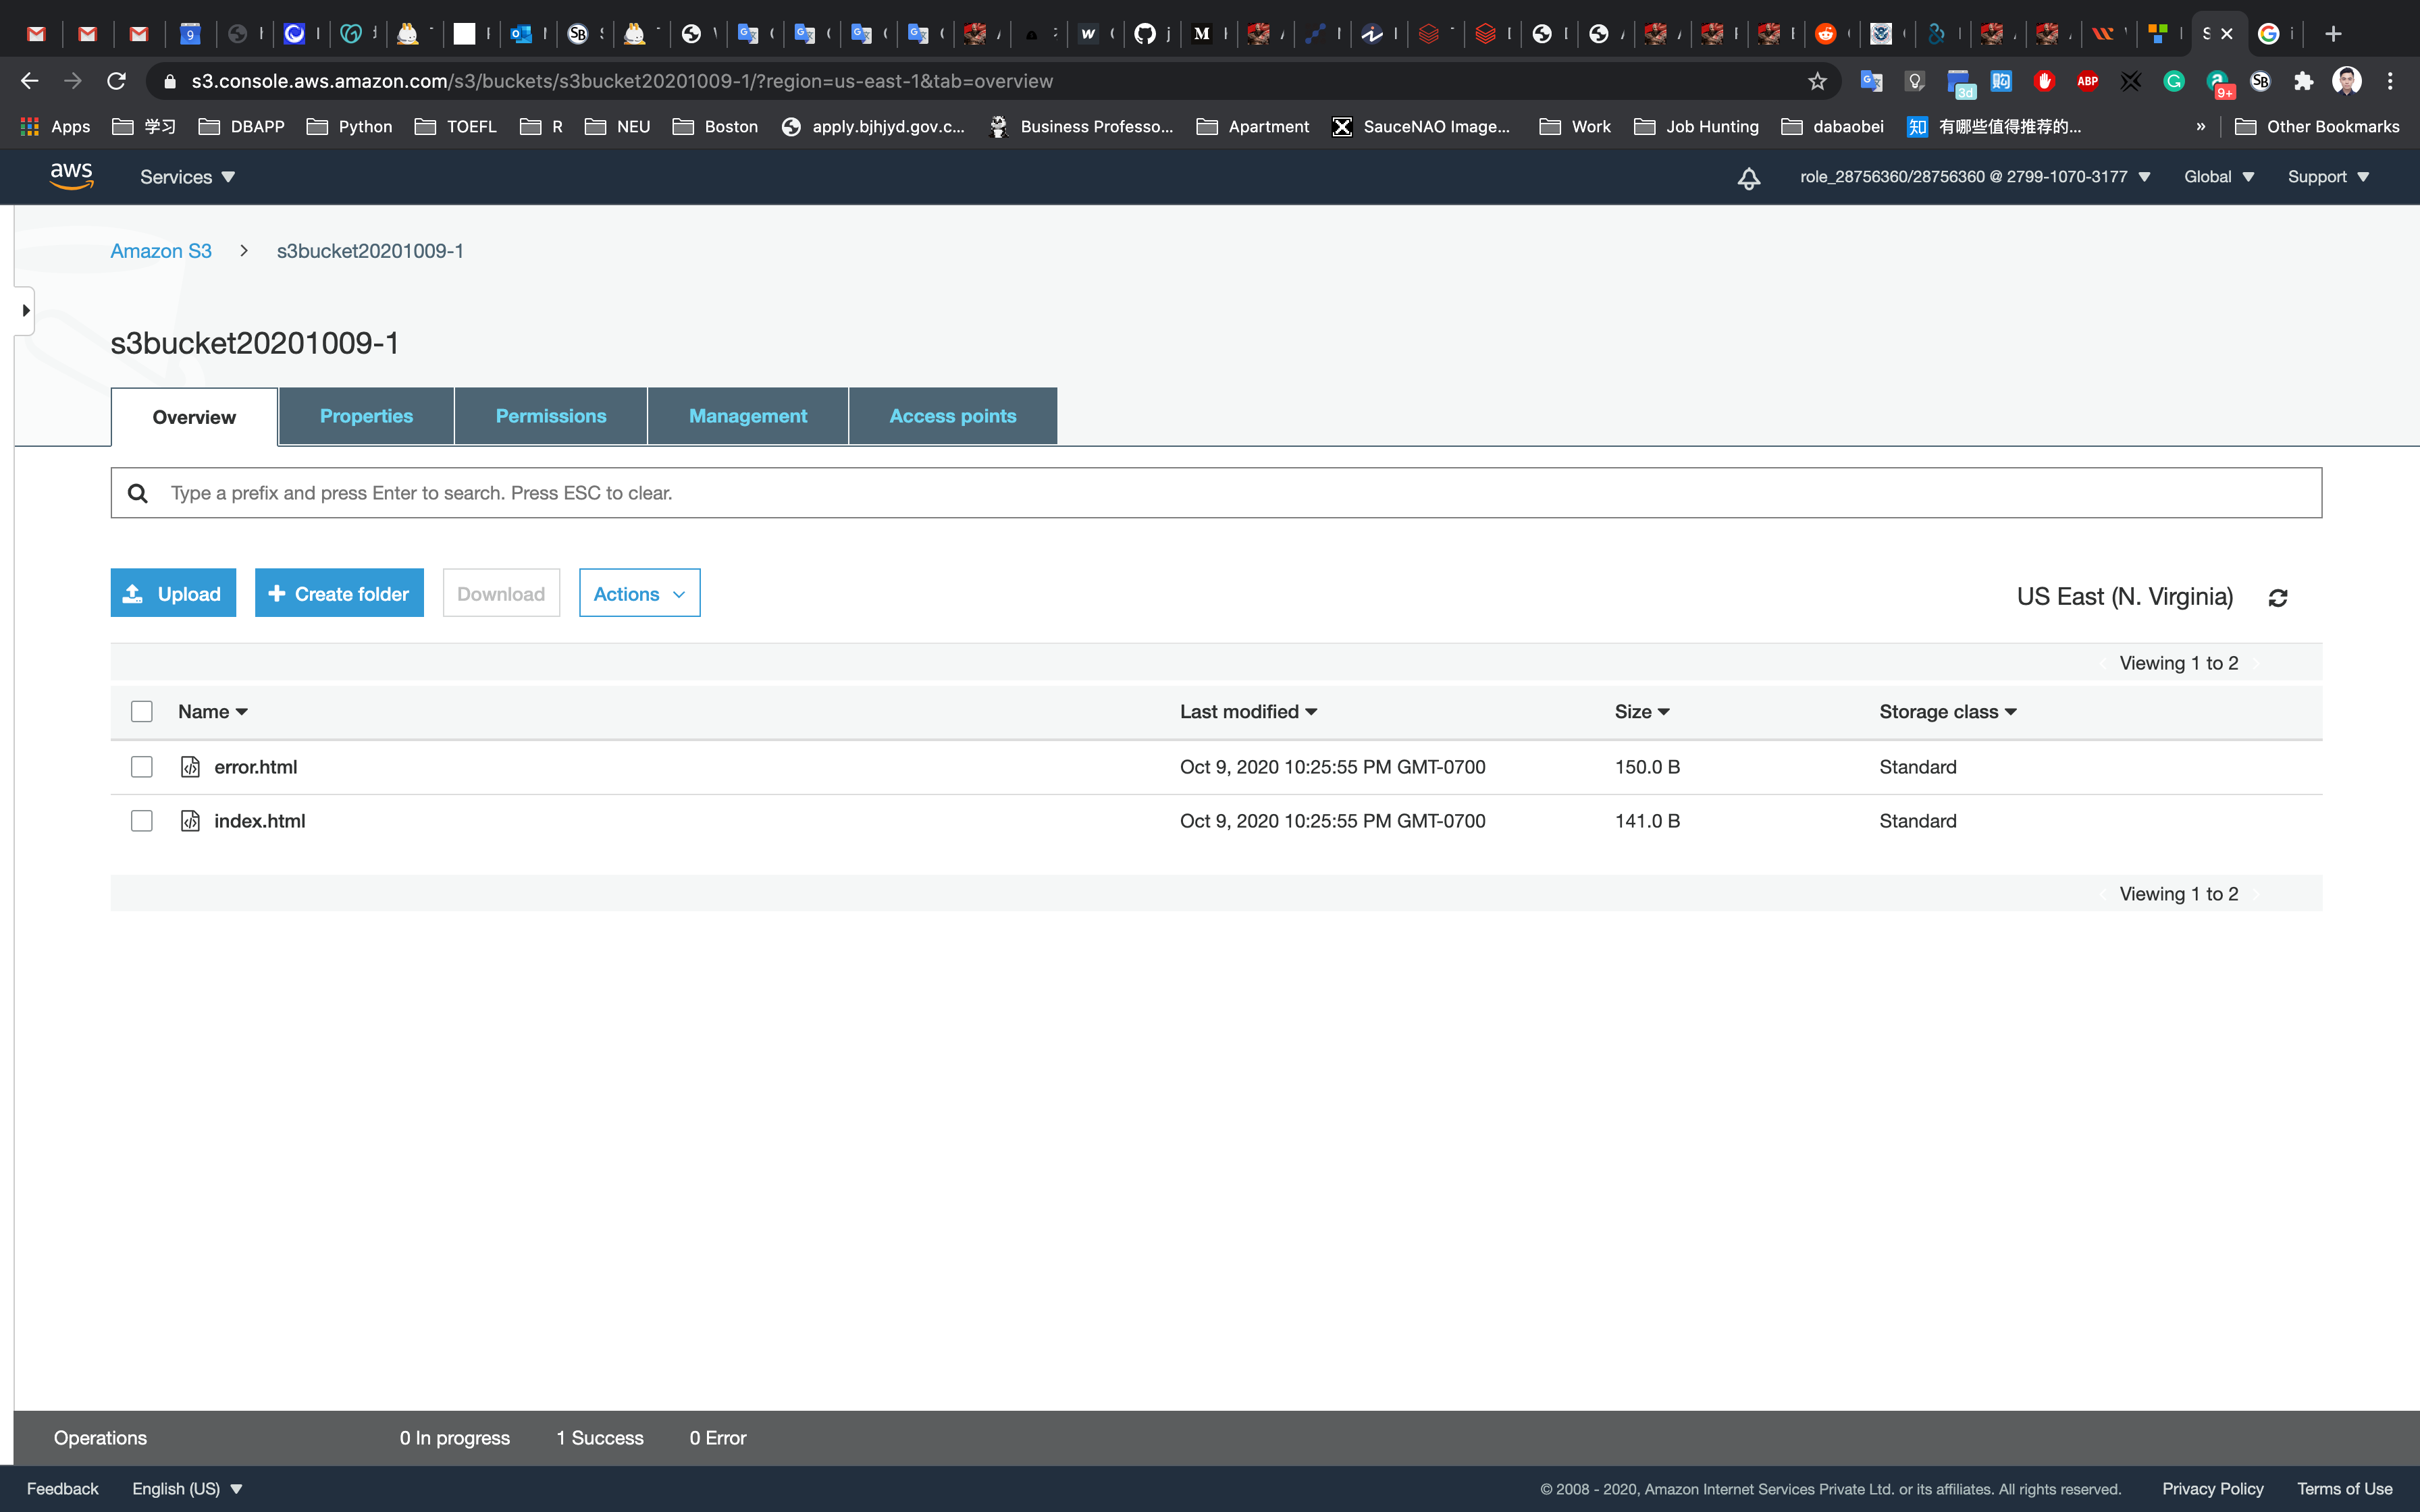 s3.console.aws.amazon.com/s3/buckets/s3bucket20201009-1/?region=us-east-1&tab=overview
3d
9+
ABP
Apps 学习 DBAPP Python TOEFL R NEU Boston apply.bjhjyd.gov.c... Business Professo... Apartment SauceNAO Image... Work Job Hunting dabaobei 知 有哪些值得推荐的... » Other Bookmarks
aws Services role_28756360/28756360 @ 2799-1070-3177 Global Support
Amazon S3 > s3bucket20201009-1
s3bucket20201009-1
Overview Properties Permissions Management Access points
Type a prefix and press Enter to search. Press ESC to clear.
Upload + Create folder Download Actions US East (N. Virginia)
Viewing 1 to 2
Name Last modified Size Storage class
error.html Oct 9, 2020 10:25:55 PM GMT-0700 150.0 B Standard
index.html Oct 9, 2020 10:25:55 PM GMT-0700 141.0 B Standard
Viewing 1 to 2
Operations 0 In progress 1 Success 0 Error
Feedback English (US) © 2008 - 2020, Amazon Internet Services Private Ltd. or its affiliates. All rights reserved. Privacy Policy Terms of Use